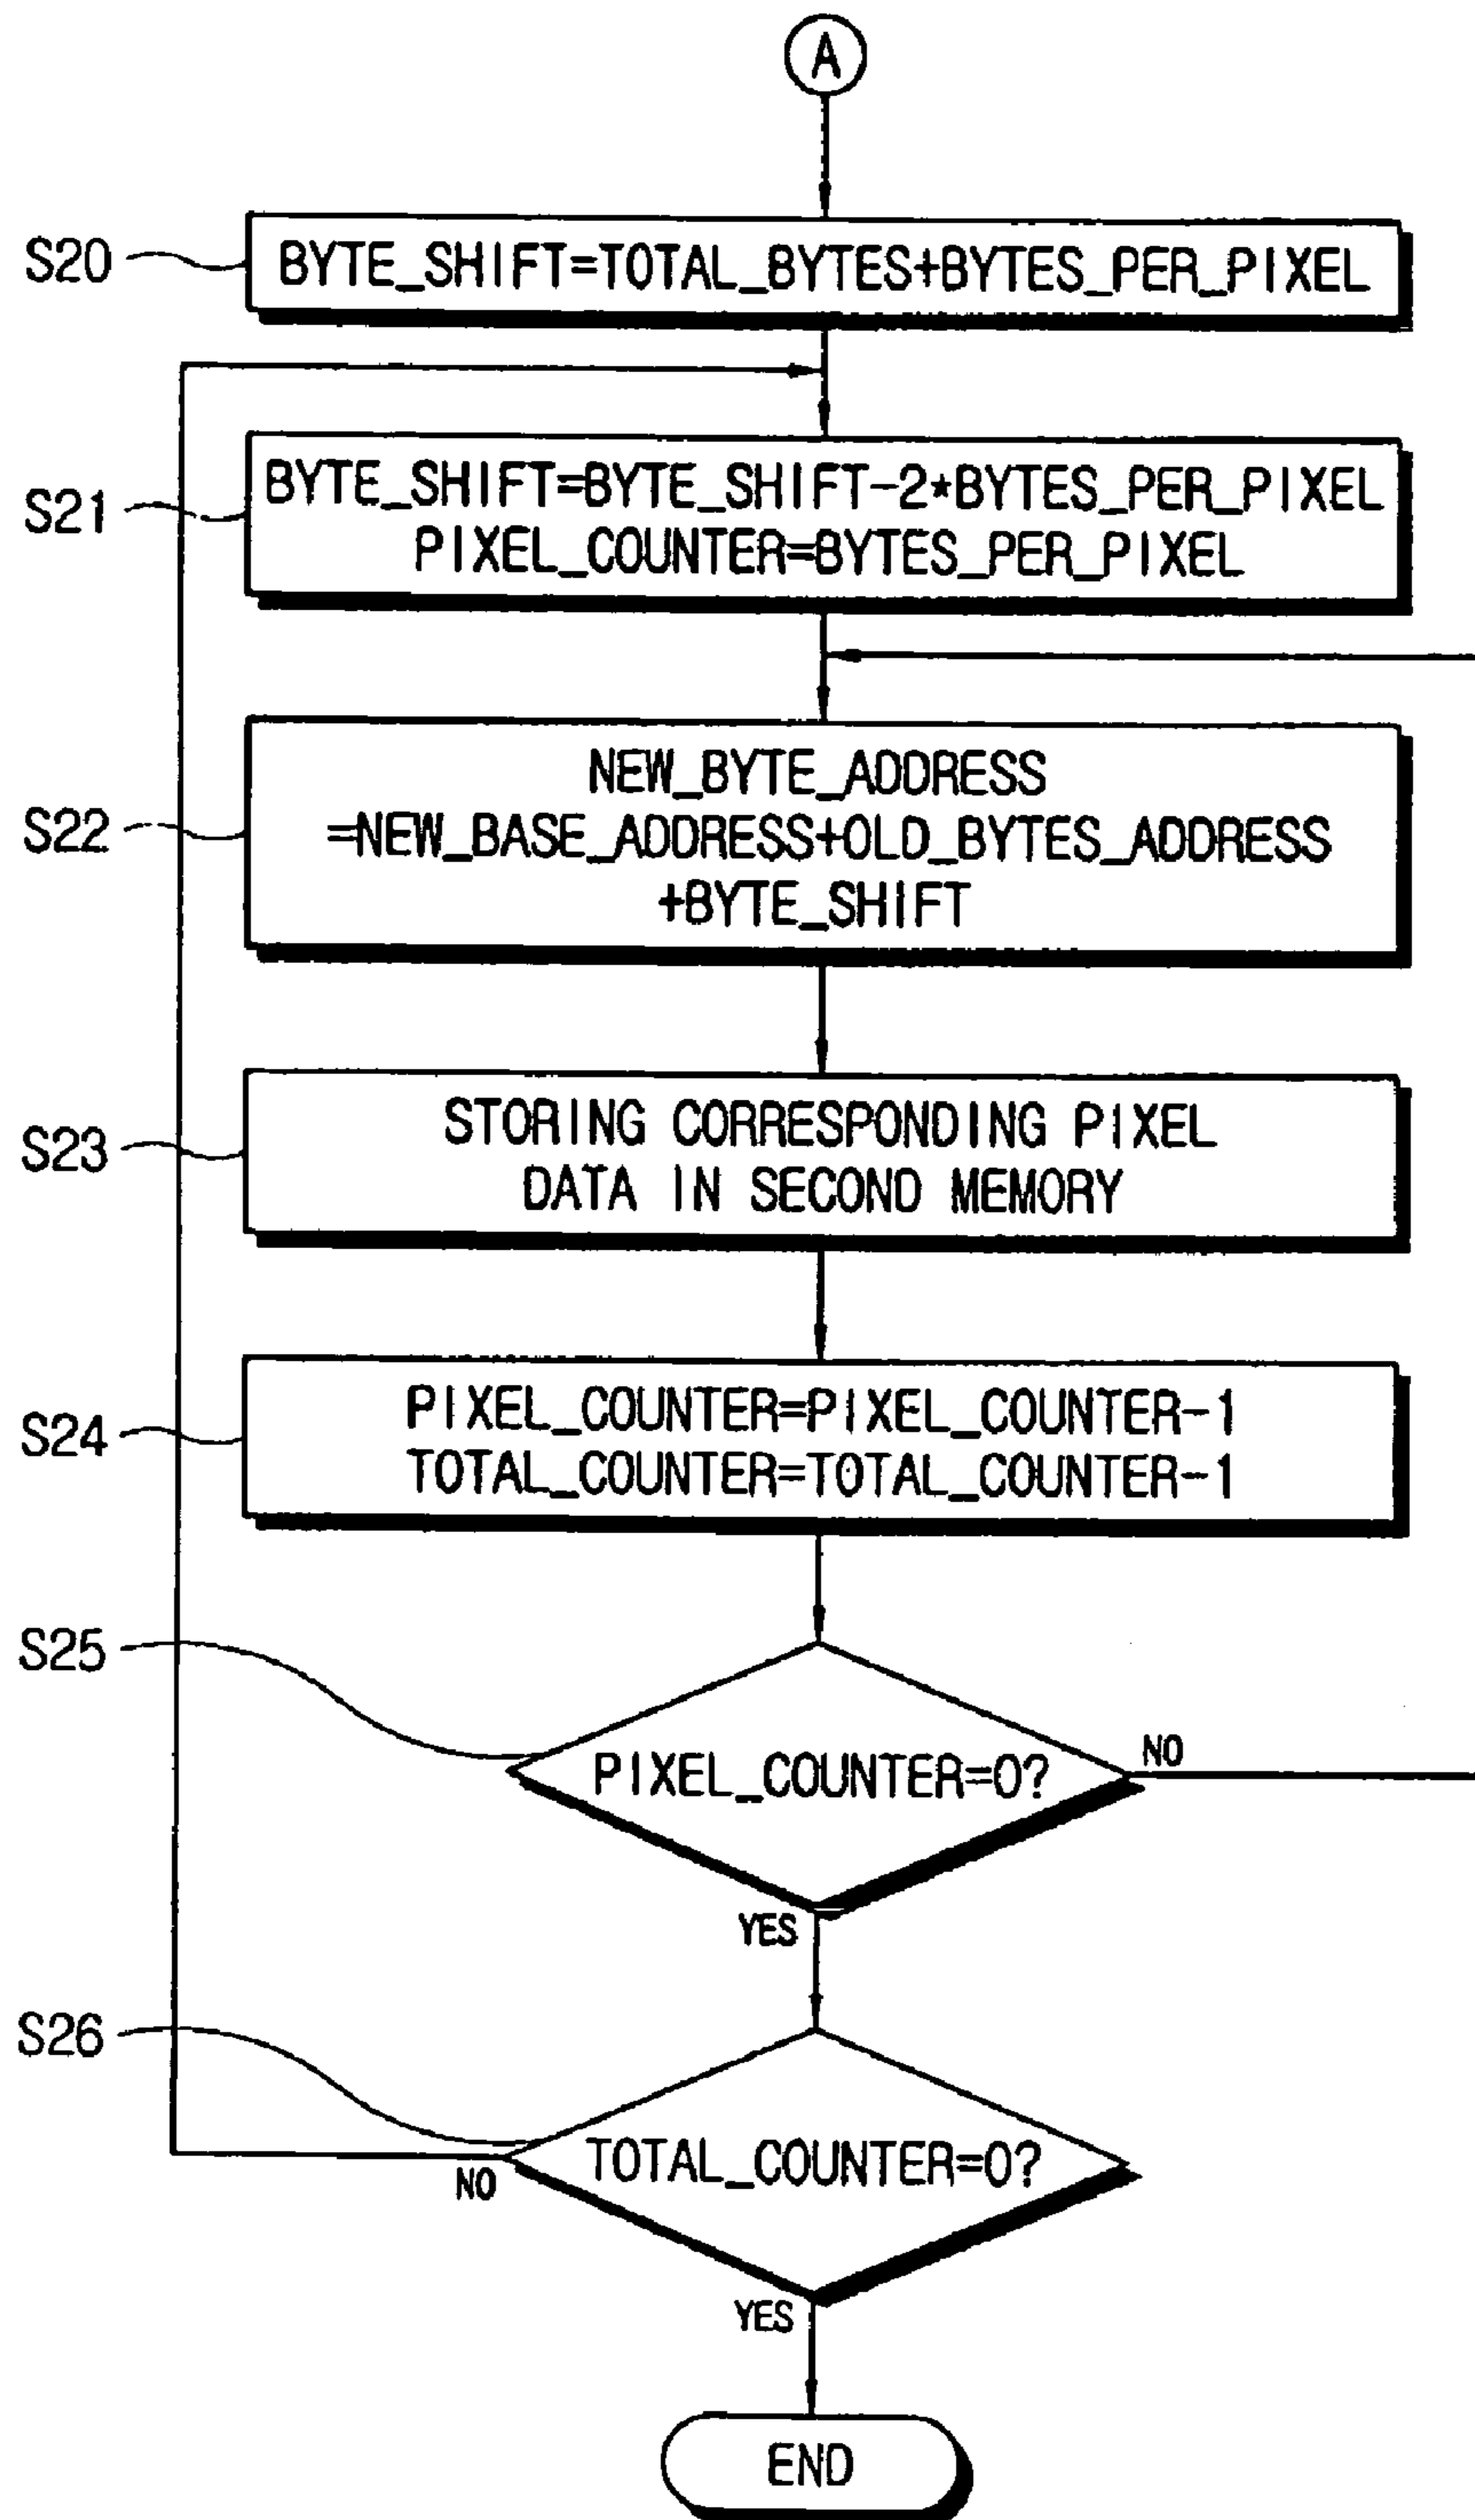 A
S20
BYTE_SHIFT=TOTAL_BYTES+BYTES_PER_PIXEL
S21
BYTE_SHIFT=BYTE_SHIFT-2*BYTES_PER_PIXEL
PIXEL_COUNTER=BYTES_PER_PIXEL
S22
NEW_BYTE_ADDRESS
=NEW_BASE_ADDRESS+OLD_BYTES_ADDRESS
+BYTE_SHIFT
S23
STORING CORRESPONDING PIXEL
DATA IN SECOND MEMORY
S24
PIXEL_COUNTER=PIXEL_COUNTER-1
TOTAL_COUNTER=TOTAL_COUNTER-1
S25
PIXEL_COUNTER=0?
NO
YES
S26
TOTAL_COUNTER=0?
NO
YES
END